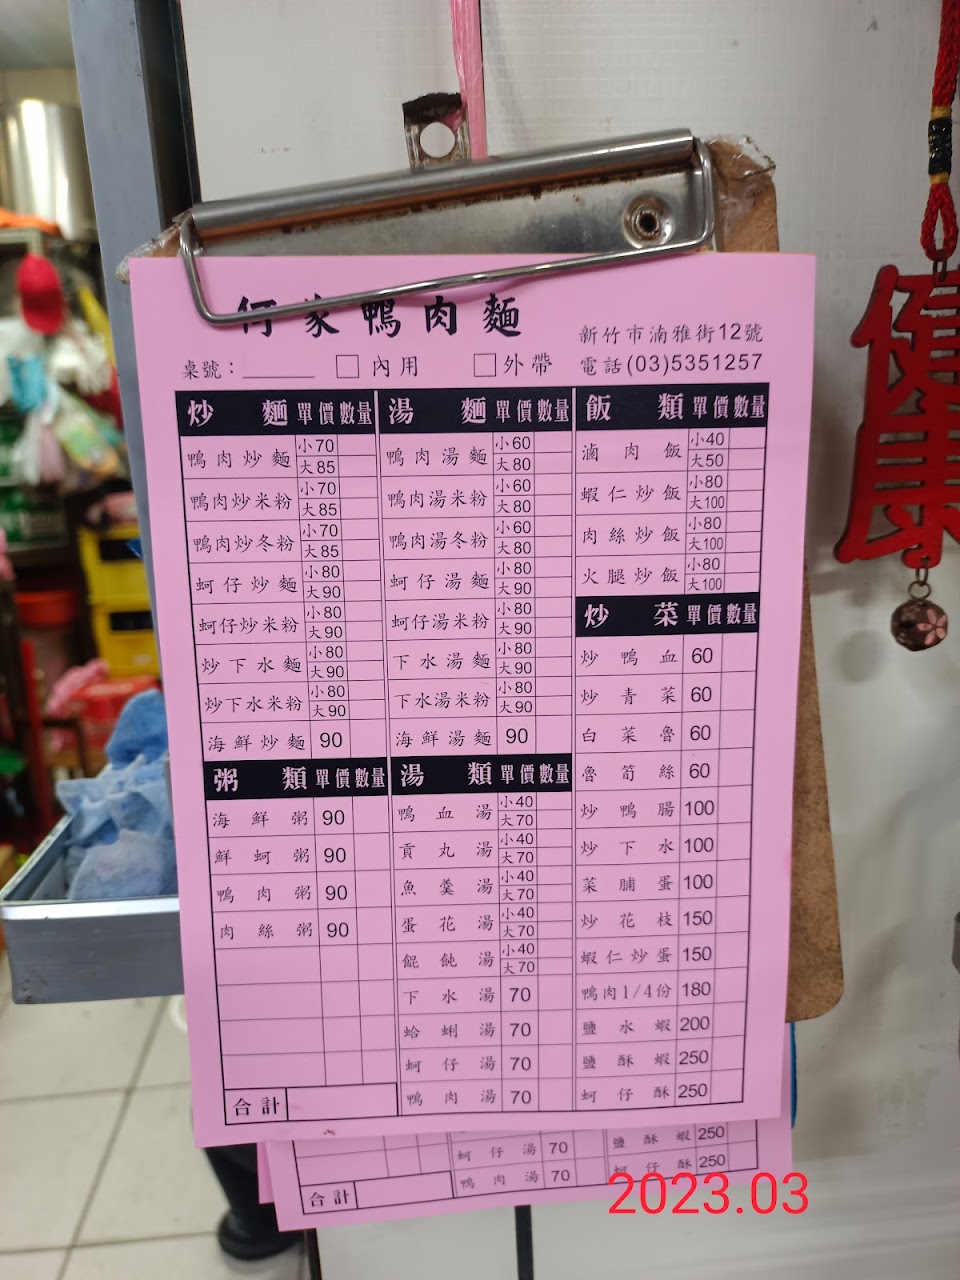 何家鴨肉麵
新竹市湳雅街12號
桌號：______ □內用 □外帶 電話(03)5351257
炒麵 單價 數量
鴨肉炒麵 小70 大85
鴨肉炒米粉 小70 大85
鴨肉炒冬粉 小70 大85
蚵仔炒麵 小80 大90
蚵仔炒米粉 小80 大90
炒下水麵 小80 大90
炒下水米粉 小80 大90
海鮮炒麵 90
粥類 單價 數量
海鮮粥 90
鮮蚵粥 90
鴨肉粥 90
肉絲粥 90
合計
湯麵 單價 數量
鴨肉湯麵 小60 大80
鴨肉湯米粉 小60 大80
鴨肉湯冬粉 小60 大80
蚵仔湯麵 小80 大90
蚵仔湯米粉 小80 大90
下水湯麵 小80 大90
下水湯米粉 小80 大90
海鮮湯麵 90
湯類 單價 數量
鴨血湯 小40 大70
貢丸湯 小40 大70
魚羹湯 小40 大70
蛋花湯 小40 大70
餛飩湯 小40 大70
下水湯 70
蛤蜊湯 70
蚵仔湯 70
鴨肉湯 70
飯類 單價 數量
滷肉飯 小40 大50
蝦仁炒飯 小80 大100
肉絲炒飯 小80 大100
火腿炒飯 小80 大100
炒菜 單價 數量
炒鴨血 60
炒青菜 60
白菜魯 60
魯筍絲 60
炒鴨腸 100
炒下水 100
菜脯蛋 100
炒花枝 150
蝦仁炒蛋 150
鴨肉1/4份 180
鹽水蝦 200
鹽酥蝦 250
蚵仔酥 250
蚵仔湯 70
鴨肉湯 70
鹽酥蝦 250
蚵仔酥 250
合計
健康
2023.03